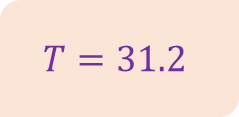 T = 31.2